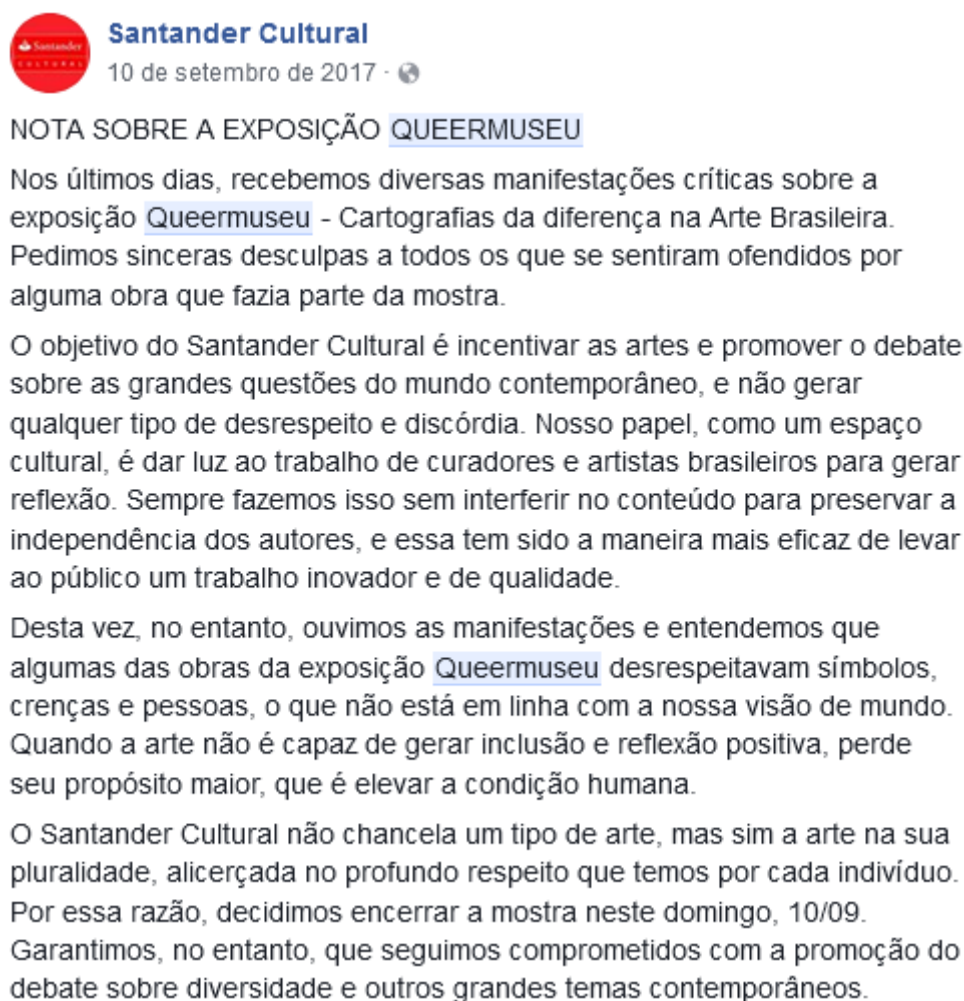 Santander
CULTURAL
Santander Cultural
10 de setembro de 2017 ·
NOTA SOBRE A EXPOSIÇÃO QUEERMUSEU
Nos últimos dias, recebemos diversas manifestações críticas sobre a
exposição Queermuseu - Cartografias da diferença na Arte Brasileira.
Pedimos sinceras desculpas a todos os que se sentiram ofendidos por
alguma obra que fazia parte da mostra.
O objetivo do Santander Cultural é incentivar as artes e promover o debate
sobre as grandes questões do mundo contemporâneo, e não gerar
qualquer tipo de desrespeito e discórdia. Nosso papel, como um espaço
cultural, é dar luz ao trabalho de curadores e artistas brasileiros para gerar
reflexão. Sempre fazemos isso sem interferir no conteúdo para preservar a
independência dos autores, e essa tem sido a maneira mais eficaz de levar
ao público um trabalho inovador e de qualidade.
Desta vez, no entanto, ouvimos as manifestações e entendemos que
algumas das obras da exposição Queermuseu desrespeitavam símbolos,
crenças e pessoas, o que não está em linha com a nossa visão de mundo.
Quando a arte não é capaz de gerar inclusão e reflexão positiva, perde
seu propósito maior, que é elevar a condição humana.
O Santander Cultural não chancela um tipo de arte, mas sim a arte na sua
pluralidade, alicerçada no profundo respeito que temos por cada indivíduo.
Por essa razão, decidimos encerrar a mostra neste domingo, 10/09.
Garantimos, no entanto, que seguimos comprometidos com a promoção do
debate sobre diversidade e outros grandes temas contemporâneos.